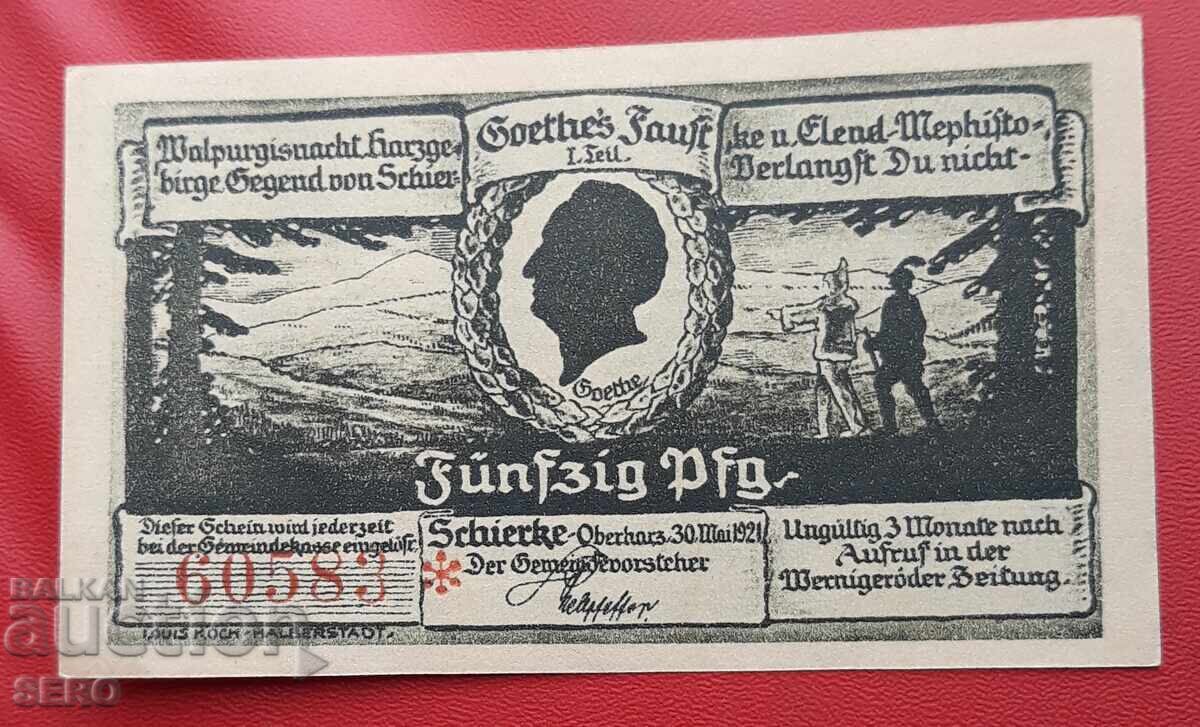 Goethe's Faust
I. Teil.
Walpurgisnacht. Harzge-
birge. Gegend von Schier-
ke u. Elend-Mephisto-
Verlangst Du nicht-
Goethe
Fünfzig Pfg.
Dieser Schein wird jederzeit
bei der Gemeindekasse eingelöst.
60583
LOUIS KOCH - HALBERSTADT.
Schierke-Oberharz. 30. Mai 1921
Der Gemeindevorsteher
Ungültig 3 Monate nach
Aufruf in der
Wernigeröder Zeitung.
BALKAN
auction
SERO